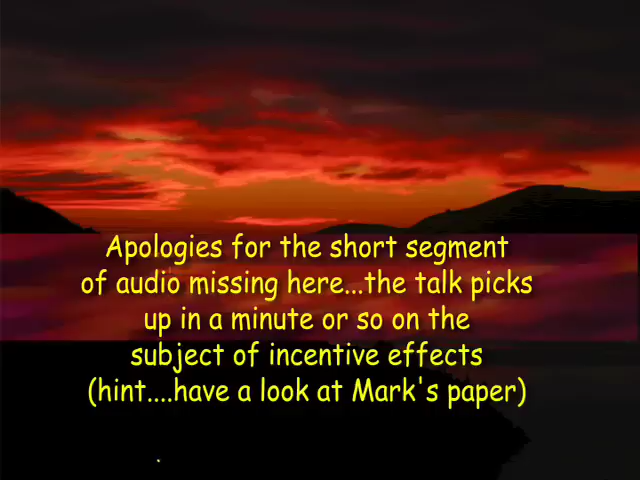 Apologies for the short segment
of audio missing here...the talk picks
up in a minute or so on the
subject of incentive effects
(hint....have a look at Mark's paper)
.